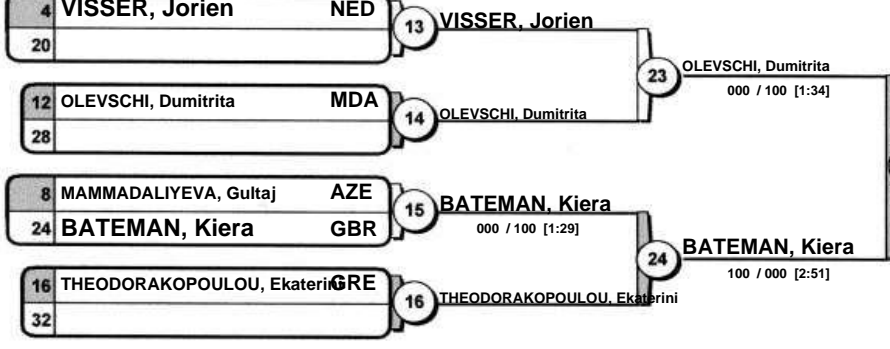 4 VISSER, Jorien NED
20
13 VISSER, Jorien
12 OLEVSCHI, Dumitrita MDA
28
14 OLEVSCHI, Dumitrita
23 OLEVSCHI, Dumitrita
000 / 100 [1:34]
8 MAMMADALIYEVA, Gultaj AZE
24 BATEMAN, Kiera GBR
15 BATEMAN, Kiera
000 / 100 [1:29]
16 THEODORAKOPOULOU, Ekaterini GRE
32
16 THEODORAKOPOULOU, Ekaterini
24 BATEMAN, Kiera
100 / 000 [2:51]